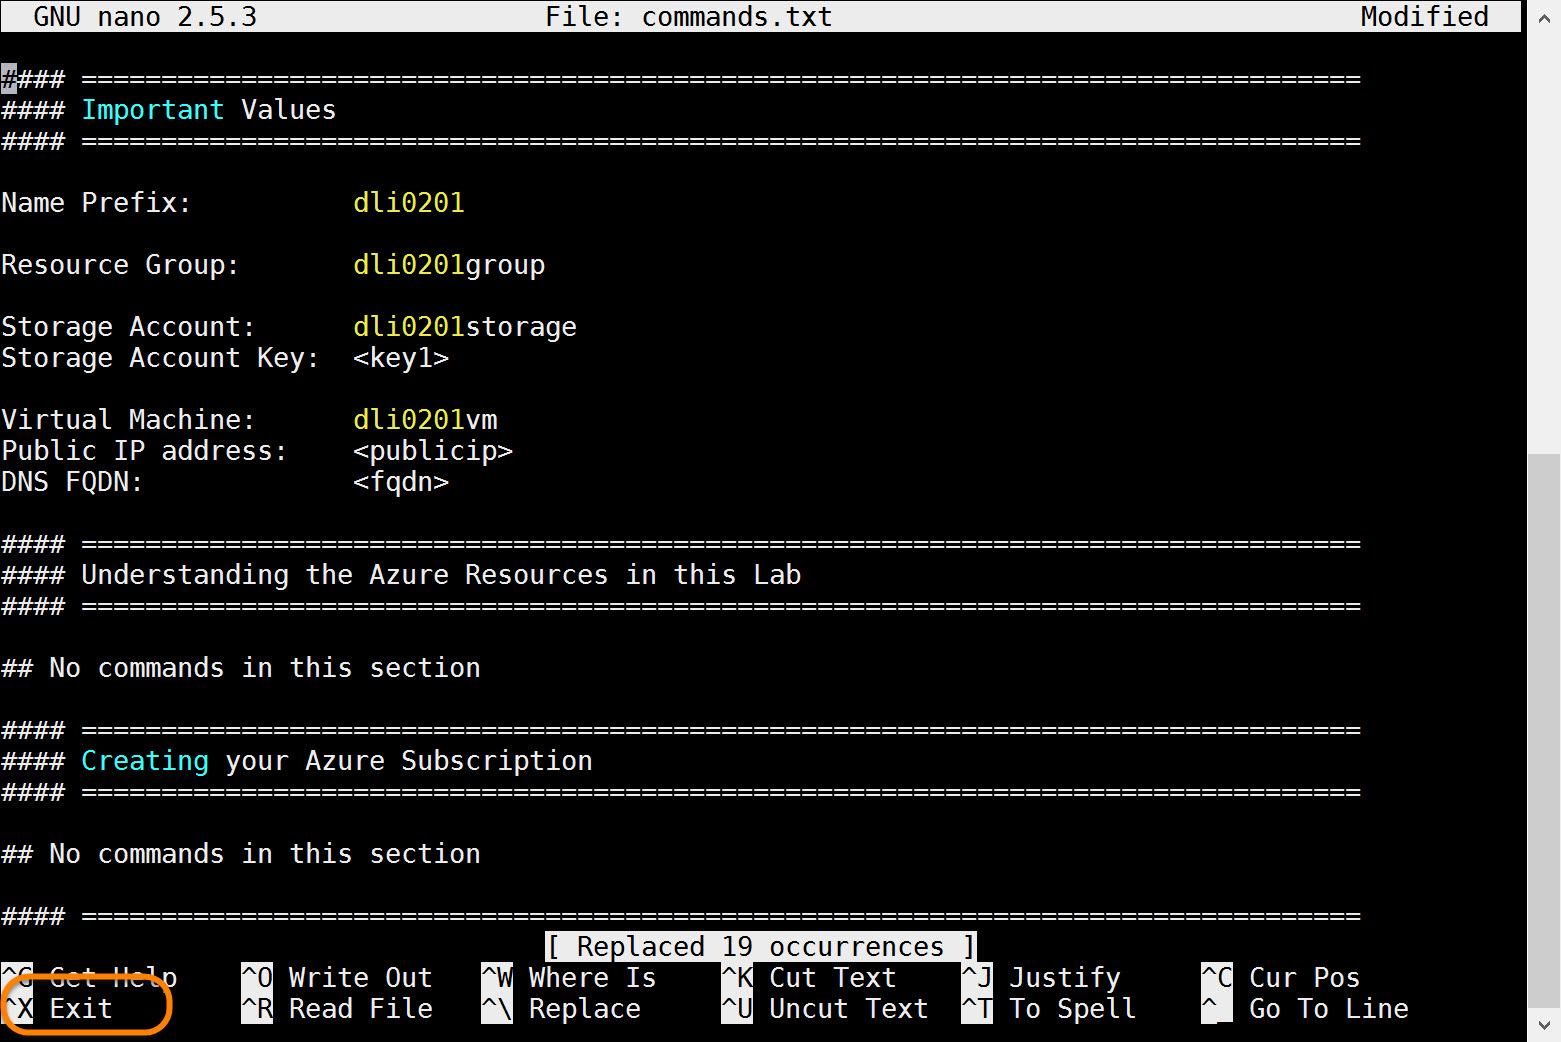 GNU nano 2.5.3 File: commands.txt Modified
#### ================================================================================
#### Important Values
#### ================================================================================
Name Prefix: dli0201
Resource Group: dli0201group
Storage Account: dli0201storage
Storage Account Key: <key1>
Virtual Machine: dli0201vm
Public IP address: <publicip>
DNS FQDN: <fqdn>
#### ================================================================================
#### Understanding the Azure Resources in this Lab
#### ================================================================================
## No commands in this section
#### ================================================================================
#### Creating your Azure Subscription
#### ================================================================================
## No commands in this section
#### ================================================================================
[ Replaced 19 occurrences ]
^G Get Help ^O Write Out ^W Where Is ^K Cut Text ^J Justify ^C Cur Pos
^X Exit ^R Read File ^\ Replace ^U Uncut Text ^T To Spell ^_ Go To Line